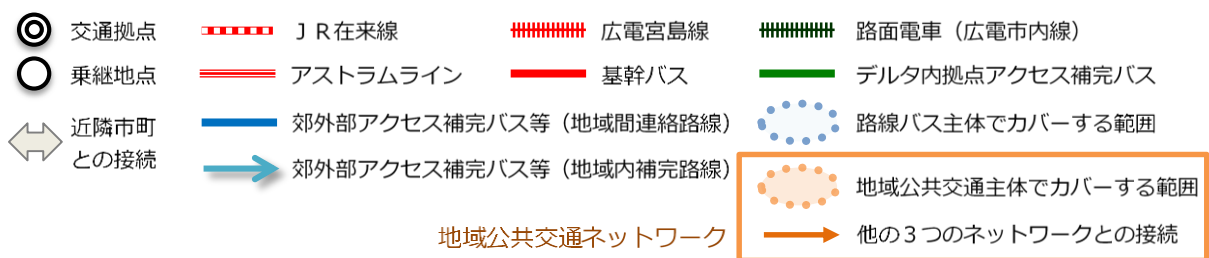 交通拠点
ＪＲ在来線
広電宮島線
路面電車（広電市内線）
乗継地点
アストラムライン
基幹バス
デルタ内拠点アクセス補完バス
近隣市町
との接続
郊外部アクセス補完バス等（地域間連絡路線）
路線バス主体でカバーする範囲
郊外部アクセス補完バス等（地域内補完路線）
地域公共交通主体でカバーする範囲
地域公共交通ネットワーク
他の３つのネットワークとの接続